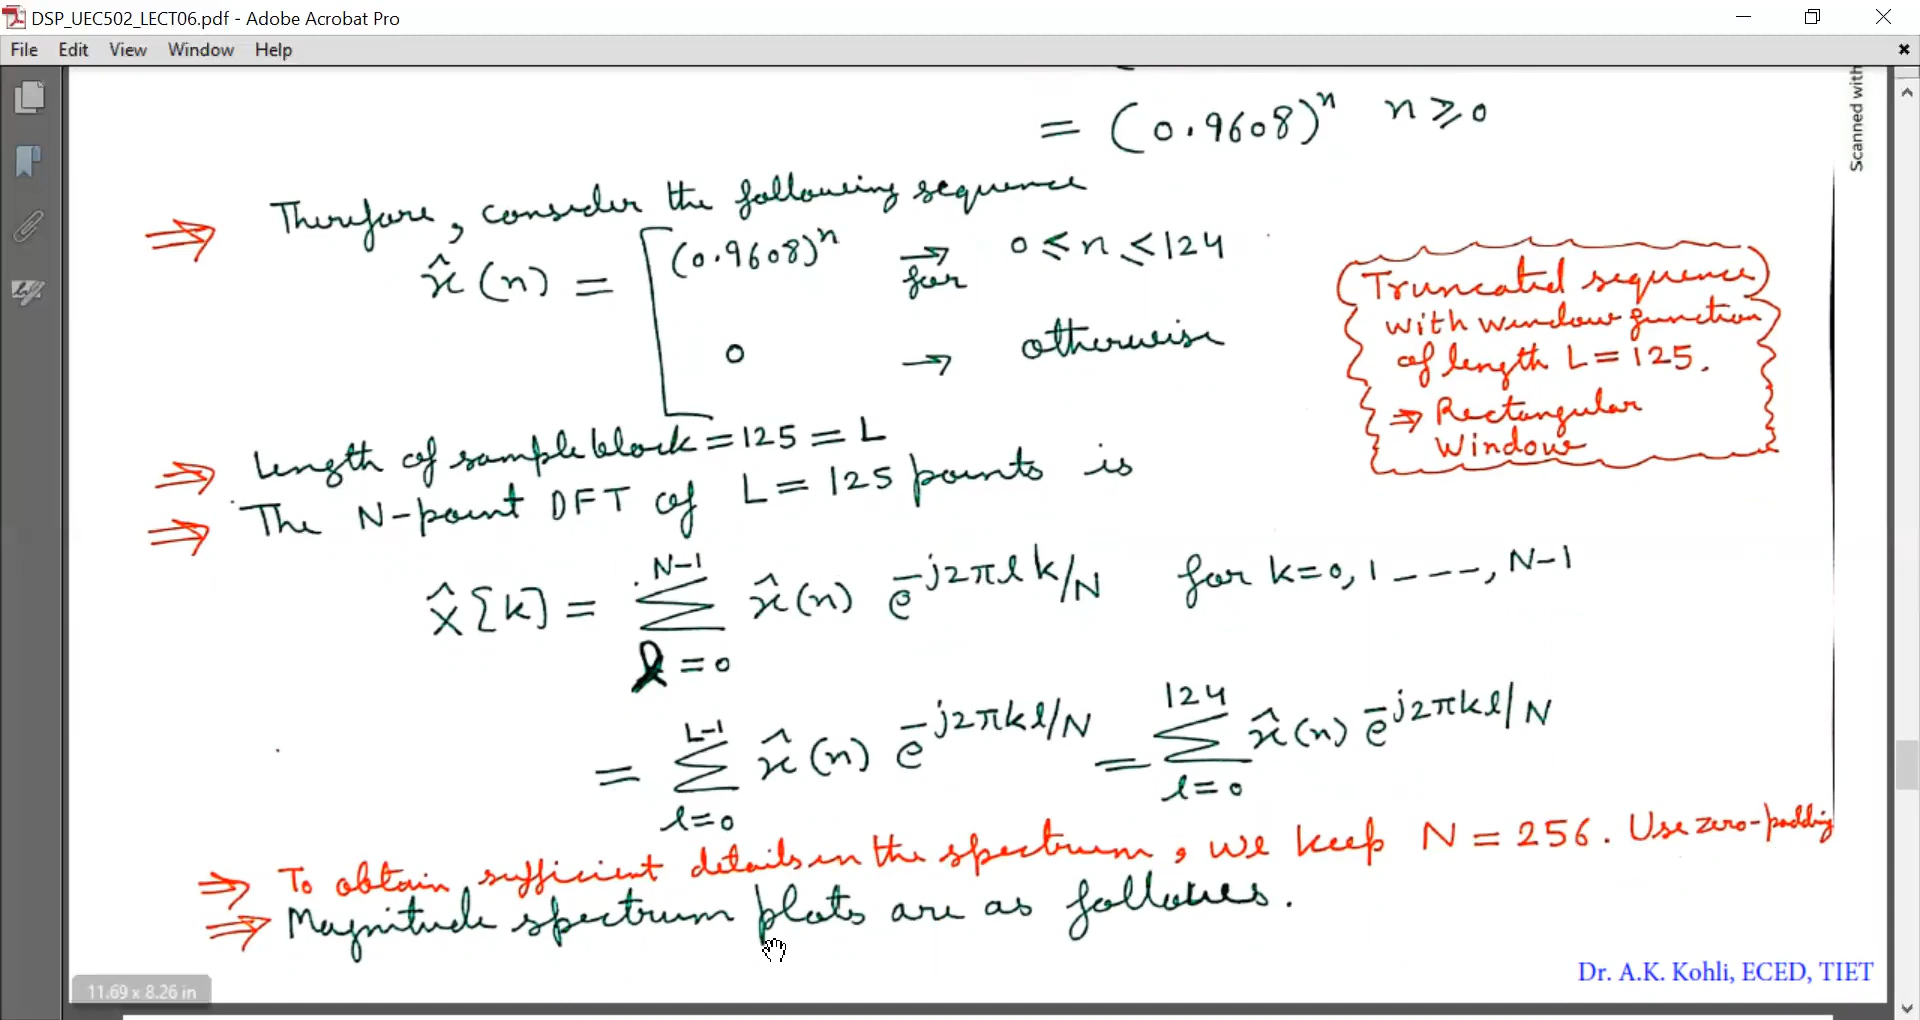 DSP_UEC502_LECT06.pdf - Adobe Acrobat Pro
File Edit View Window Help
Scanned with
= (0.9608)^n n ≥ 0
⇒ Therefore, consider the following sequence
x̂(n) = [ (0.9608)^n → for 0 ≤ n ≤ 124
0 → otherwise
Truncated sequence
with window function
of length L = 125.
⇒ Rectangular
Window
⇒ Length of sample block = 125 = L
⇒ The N-point DFT of L = 125 points is
X̂[k] = Σ_{l=0}^{N-1} x̂(n) e^{-j2πlk/N} for k = 0, 1 ----, N-1
= Σ_{l=0}^{L-1} x̂(n) e^{-j2πkl/N} = Σ_{l=0}^{124} x̂(n) e^{-j2πkl/N}
⇒ To obtain sufficient details in the spectrum, we keep N = 256. Use zero-padding
⇒ Magnitude spectrum plots are as follows.
Dr. A.K. Kohli, ECED, TIET
11.69 x 8.26 in